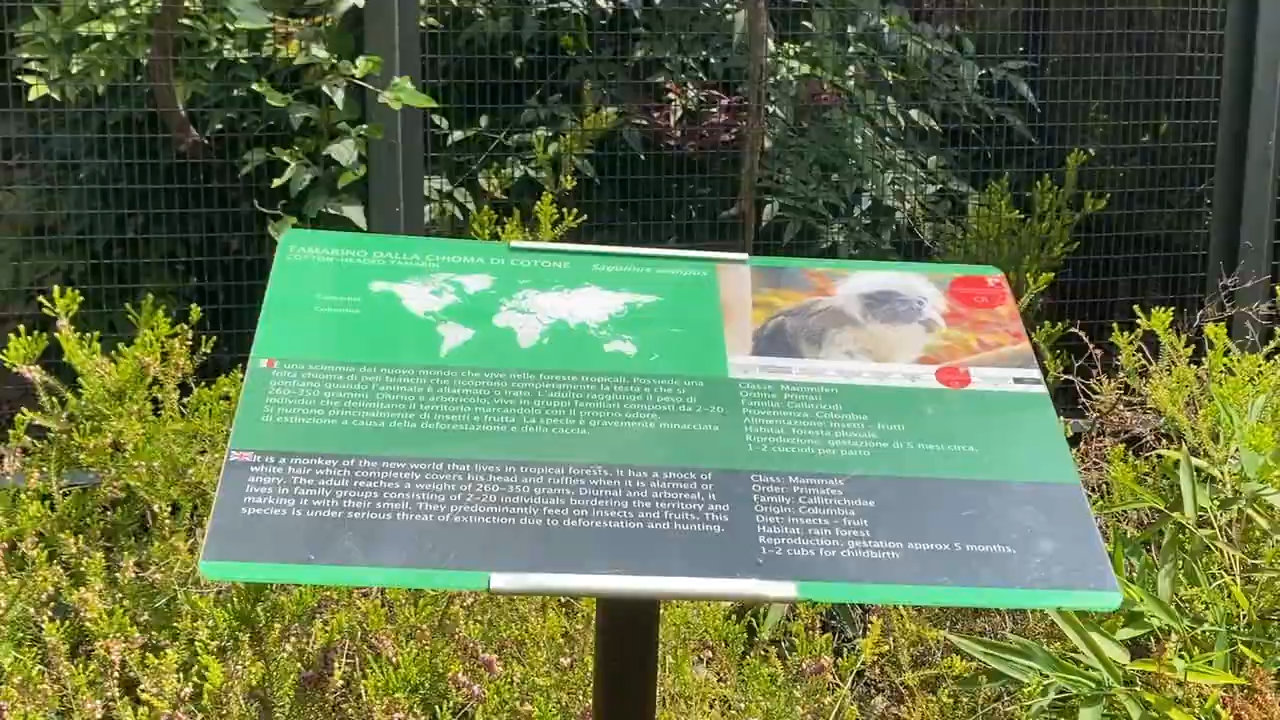 TAMARINO DALLA CHIOMA DI COTONE
COTTON-HEADED TAMARIN
Saguinus oedipus
Colombia
Columbia
CR
È una scimmia del nuovo mondo che vive nelle foreste tropicali. Possiede una
folta chioma di peli bianchi che ricoprono completamente la testa e che si
gonfiano quando l'animale è allarmato o irato. L'adulto raggiunge il peso di
260-350 grammi. Diurno e arboricolo, vive in gruppi familiari composti da 2-20
individui che delimitano il territorio marcandolo con il proprio odore.
Si nutrono principalmente di insetti e frutta. La specie è gravemente minacciata
di estinzione a causa della deforestazione e della caccia.
Classe: Mammiferi
Ordine: Primati
Famiglia: Callitricidi
Provenienza: Colombia
Alimentazione: insetti - frutti
Habitat: foresta pluviale
Riproduzione: gestazione di 5 mesi circa,
1-2 cuccioli per parto
It is a monkey of the new world that lives in tropical forests. It has a shock of
white hair which completely covers his head and ruffles when it is alarmed or
angry. The adult reaches a weight of 260-350 grams. Diurnal and arboreal, it
lives in family groups consisting of 2-20 individuals burdering the territory and
marking it with their smell. They predominantly feed on insects and fruits. This
species is under serious threat of extinction due to deforestation and hunting.
Class: Mammals
Order: Primates
Family: Callitrichidae
Origin: Columbia
Diet: insects - fruit
Habitat: rain forest
Reproduction, gestation approx 5 months,
1-2 cubs for childbirth